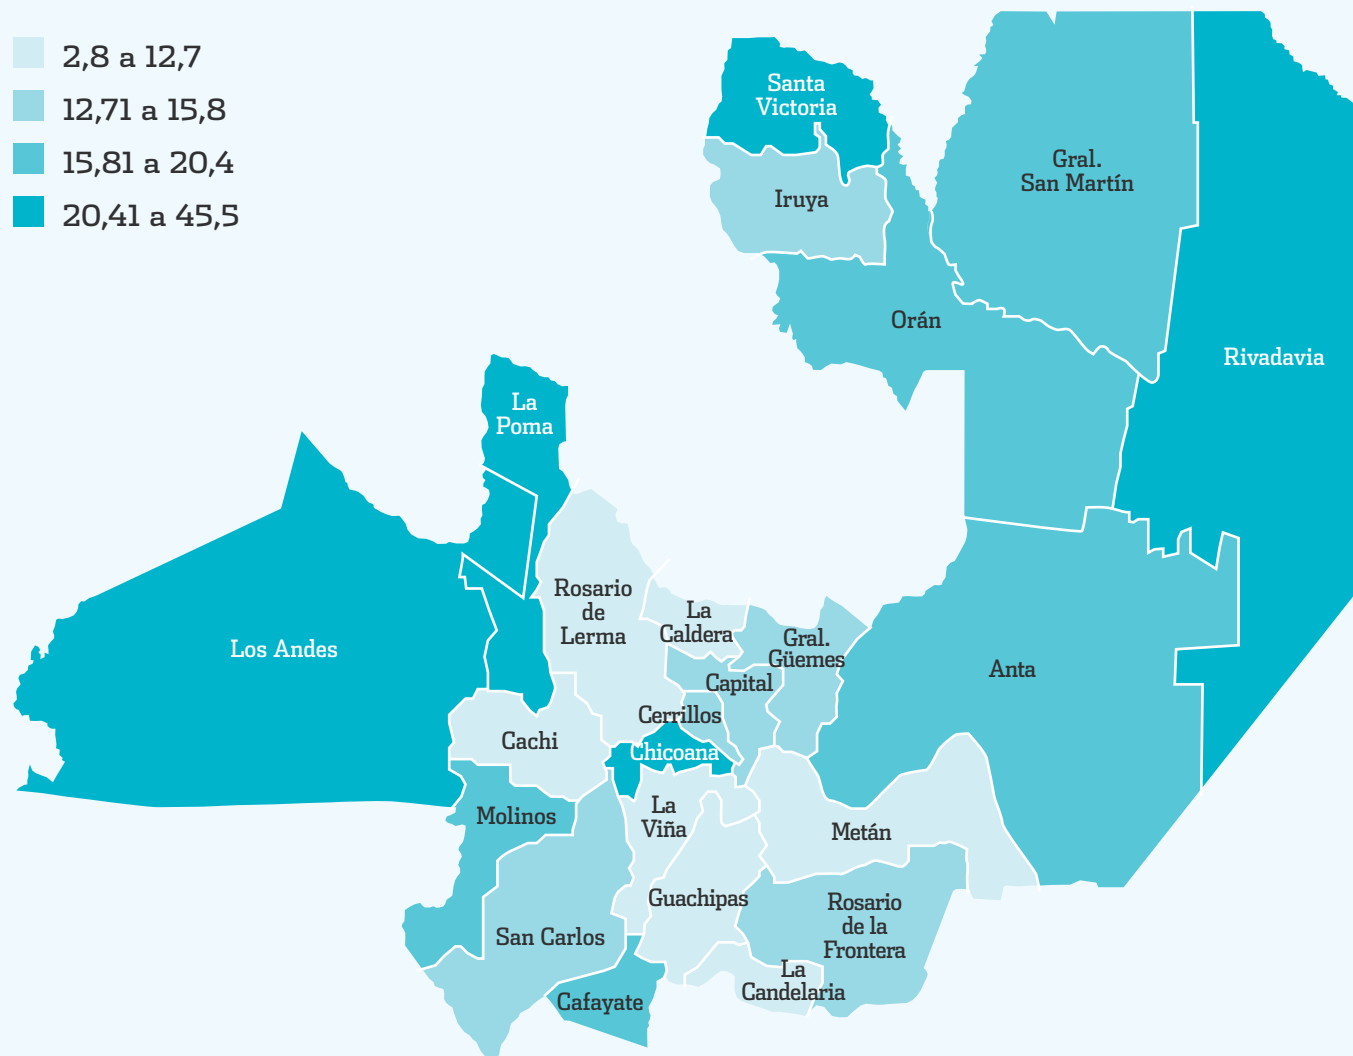 2,8 a 12,7
12,71 a 15,8
15,81 a 20,4
20,41 a 45,5
Santa
Victoria
Gral.
San Martín
Iruya
Orán
Rivadavia
La
Poma
Rosario
de
Lerma
La
Caldera
Gral.
Güemes
Los Andes
Anta
Capital
Cerrillos
Cachi
Chicoana
Molinos
La
Viña
Metán
Guachipas
Rosario
de la
Frontera
San Carlos
La
Candelaria
Cafayate